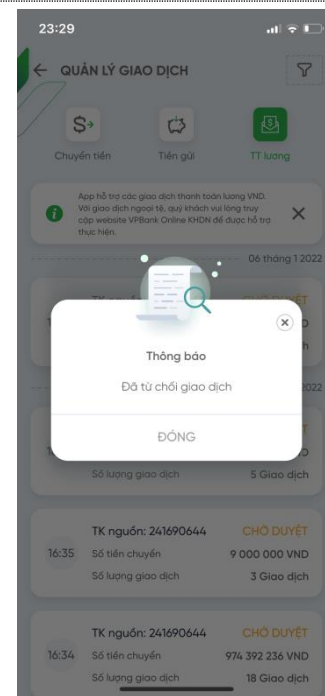 23:29
QUẢN LÝ GIAO DỊCH
Chuyển tiền
Tiền gửi
TT lương
App hỗ trợ các giao dịch thanh toán lương VND.
Với giao dịch ngoại tệ, quý khách vui lòng truy
cập website VPBank Online KHDN để được hỗ trợ
thực hiện.
06 tháng 1 2022
Thông báo
Đã từ chối giao dịch
ĐÓNG
2022
Số lượng giao dịch 5 Giao dịch
TK nguồn: 241690644 CHỜ DUYỆT
16:35 Số tiền chuyển 9 000 000 VND
Số lượng giao dịch 3 Giao dịch
TK nguồn: 241690644 CHỜ DUYỆT
16:34 Số tiền chuyển 974 392 236 VND
Số lượng giao dịch 18 Giao dịch